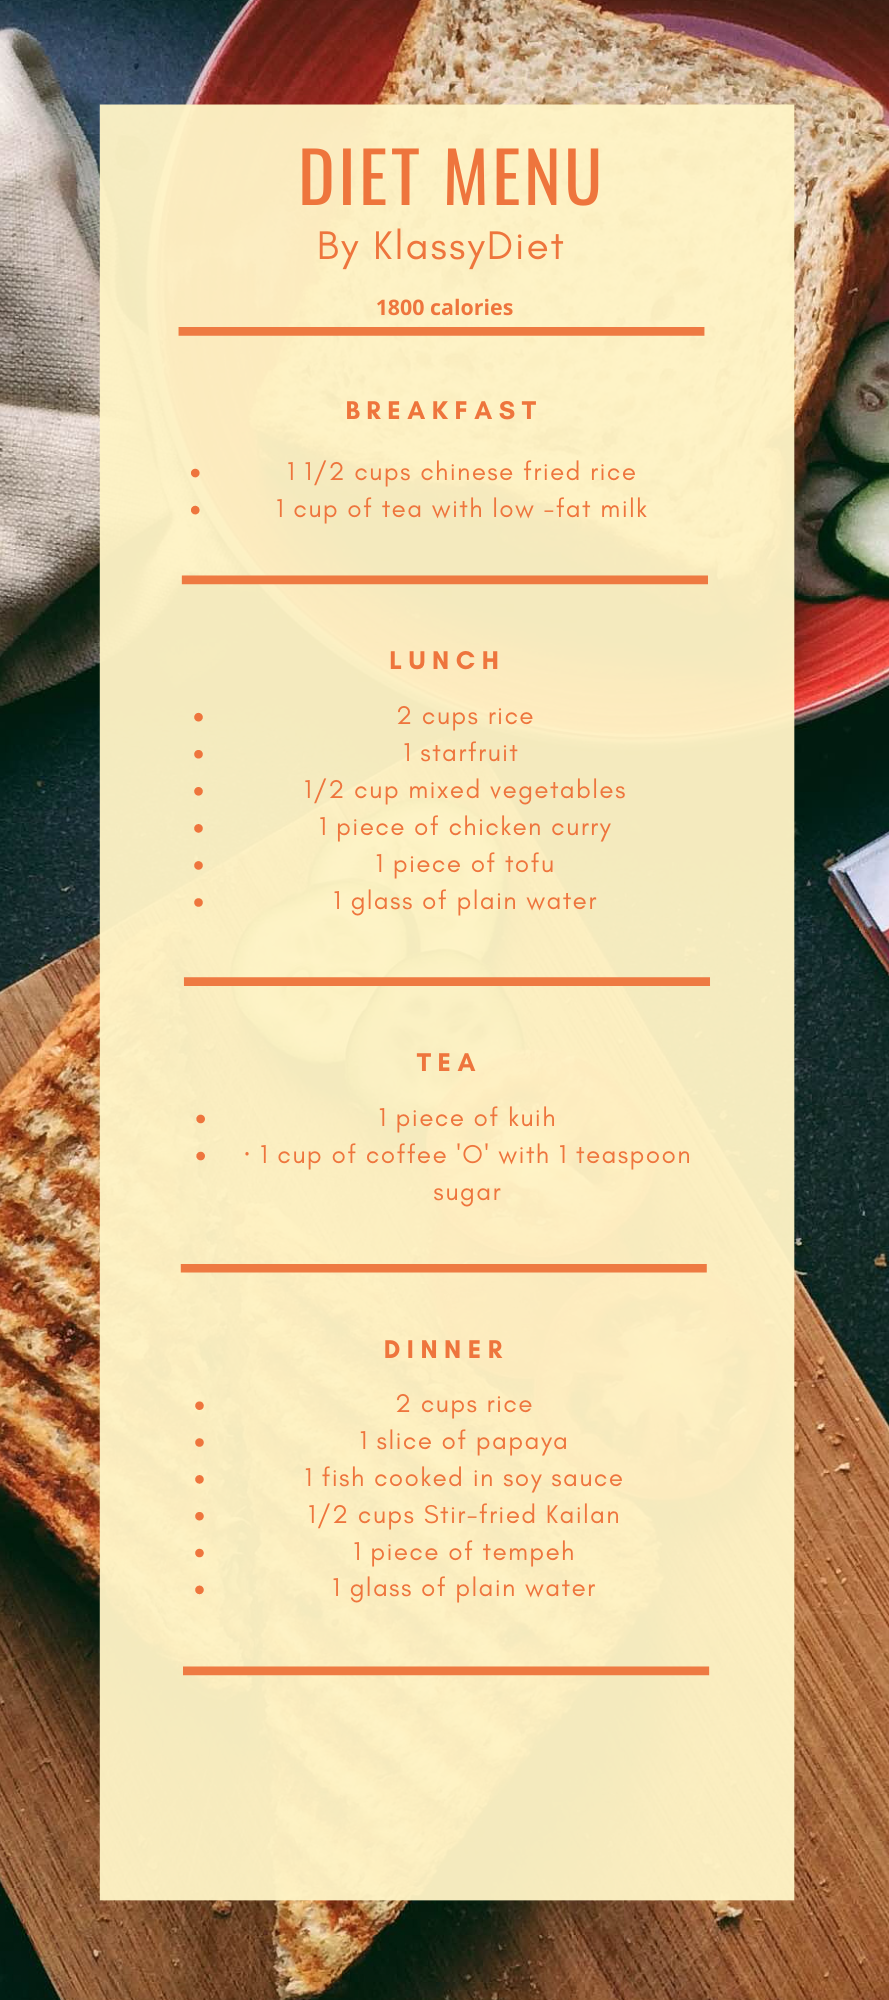 DIET MENU
By KlassyDiet
1800 calories
BREAKFAST
• 1 1/2 cups chinese fried rice
• 1 cup of tea with low -fat milk
LUNCH
• 2 cups rice
• 1 starfruit
• 1/2 cup mixed vegetables
• 1 piece of chicken curry
• 1 piece of tofu
• 1 glass of plain water
TEA
• 1 piece of kuih
• · 1 cup of coffee 'O' with 1 teaspoon
sugar
DINNER
• 2 cups rice
• 1 slice of papaya
• 1 fish cooked in soy sauce
• 1/2 cups Stir-fried Kailan
• 1 piece of tempeh
• 1 glass of plain water